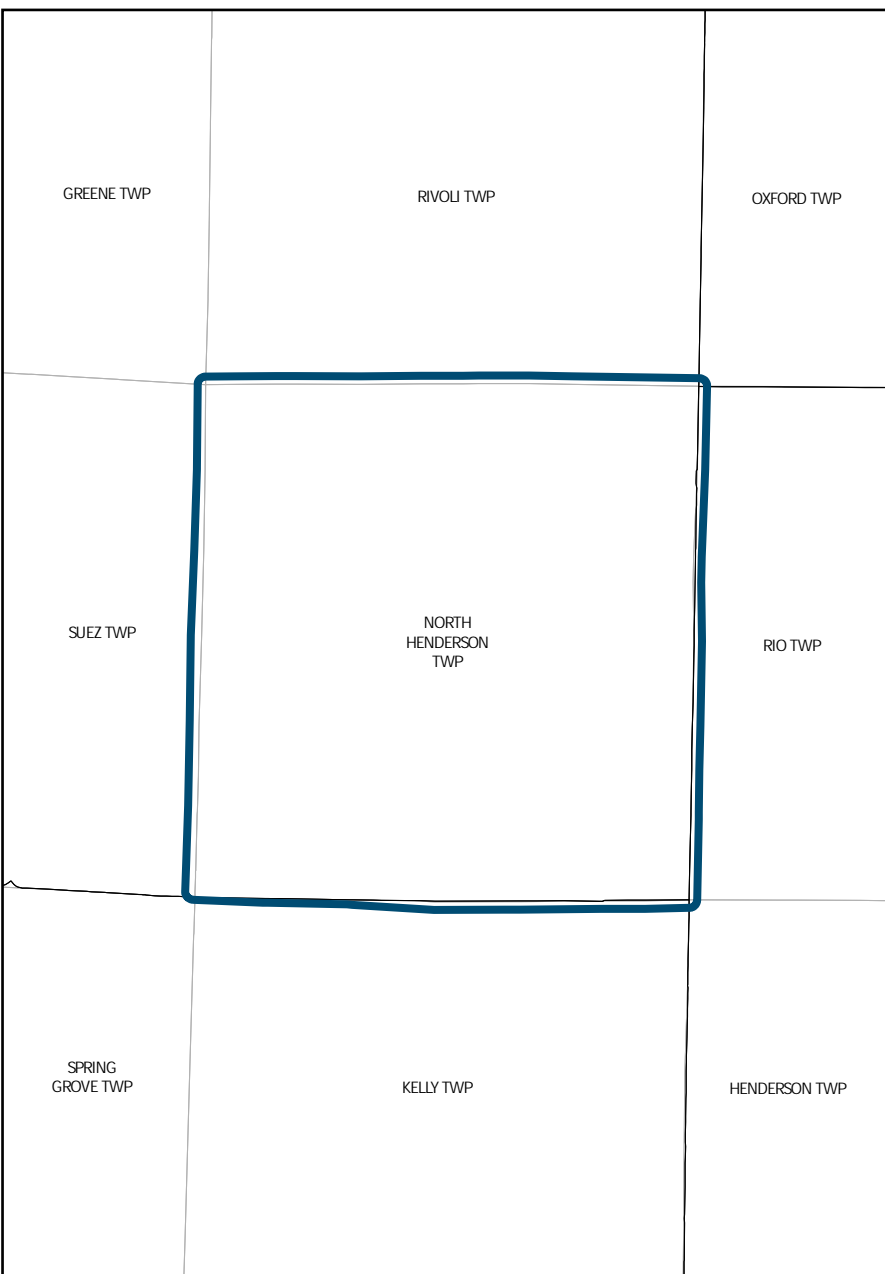 GREENE TWP
RIVOLI TWP
OXFORD TWP
SUEZ TWP
NORTH
HENDERSON
TWP
RIO TWP
SPRING
GROVE TWP
KELLY TWP
HENDERSON TWP